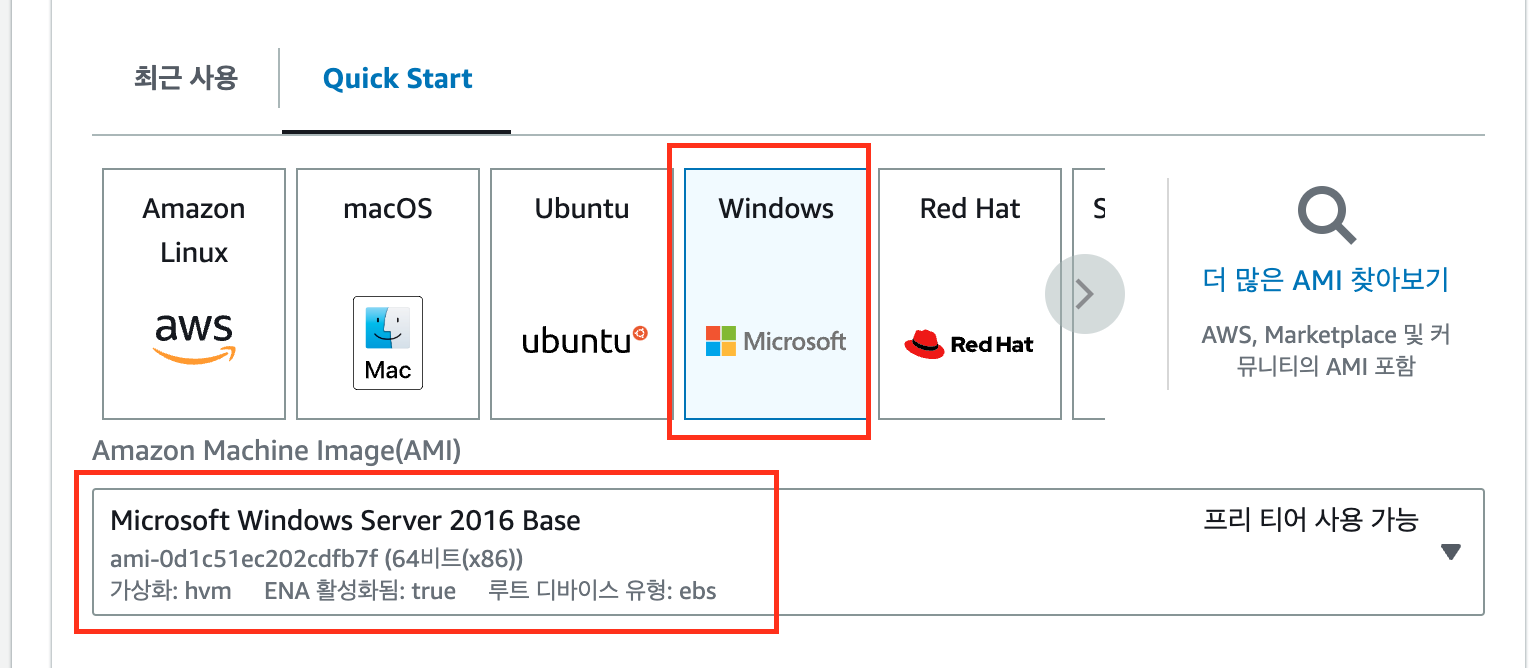 최근 사용
Quick Start
Amazon
Linux
aws
macOS
Mac
Ubuntu
ubuntu
Windows
Microsoft
Red Hat
Red Hat
S
더 많은 AMI 찾아보기
AWS, Marketplace 및 커
뮤니티의 AMI 포함
Amazon Machine Image(AMI)
Microsoft Windows Server 2016 Base
프리 티어 사용 가능
ami-0d1c51ec202cdfb7f (64비트(x86))
가상화: hvm ENA 활성화됨: true 루트 디바이스 유형: ebs